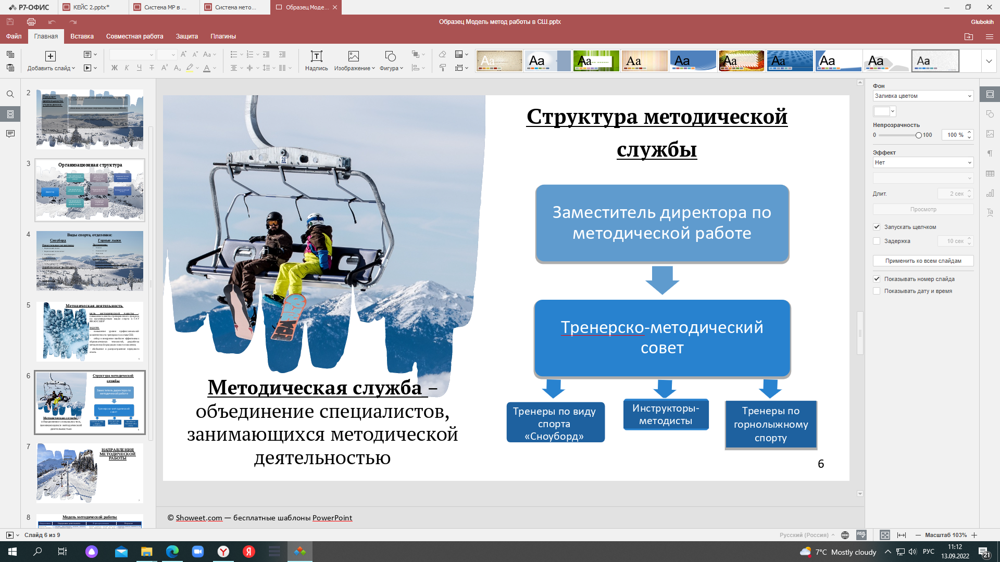 Р7-ОФИС
КЕЙС 2.pptx*
Система МР в ...
Система мето...
Образец Моде...
Образец Модель метод работы в СШ.pptx
Glubokih
Файл
Главная
Вставка
Совместная работа
Защита
Плагины
Добавить слайд
Надпись
Изображение
Фигура
Ж К Ч Т А² А₂
Aa Aa Aa Aa Aa Aa Aa Aa Aa Aa
2
3
Организационная структура
4
Виды спорта, отделения:
Сноуборд
Горные лыжи
5
Методическая деятельность
6
Структура методической
службы
Заместитель директора по
методической работе
Тренерско-методический
совет
Методическая служба –
объединение специалистов,
занимающихся методической
деятельностью
7
НАПРАВЛЕНИЯ
МЕТОДИЧЕСКОЙ
РАБОТЫ
8
Модель методической работы
28
Структура методической
службы
Заместитель директора по
методической работе
Тренерско-методический
совет
Тренеры по виду
спорта
«Сноуборд»
Инструкторы-
методисты
Тренеры по
горнолыжному
спорту
Методическая служба –
объединение специалистов,
занимающихся методической
деятельностью
6
© Showeet.com — бесплатные шаблоны PowerPoint
Фон
Заливка цветом
Непрозрачность
0
100
100 %
Эффект
Нет
Длит.
2 сек
Просмотр
Запускать щелчком
Задержка
10 сек
Применить ко всем слайдам
Показывать номер слайда
Показывать дату и время
Слайд 6 из 9
Русский (Россия)
Масштаб 103%
7°C Mostly cloudy
РУС
11:12
13.09.2022
21